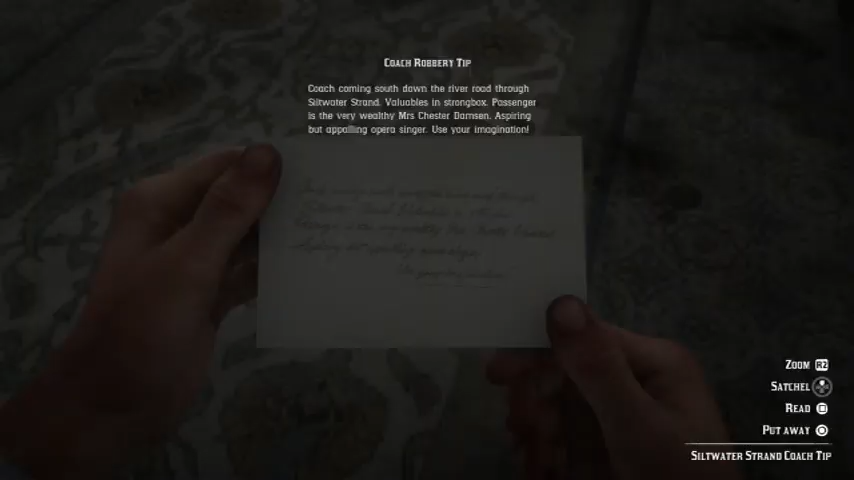 Coach Robbery Tip
Coach coming south down the river road through
Siltwater Strand. Valuables in strongbox. Passenger
is the very wealthy Mrs Chester Damsen. Aspiring
but appalling opera singer. Use your imagination!
Zoom R2
Satchel
Read
Put away
Siltwater Strand Coach Tip